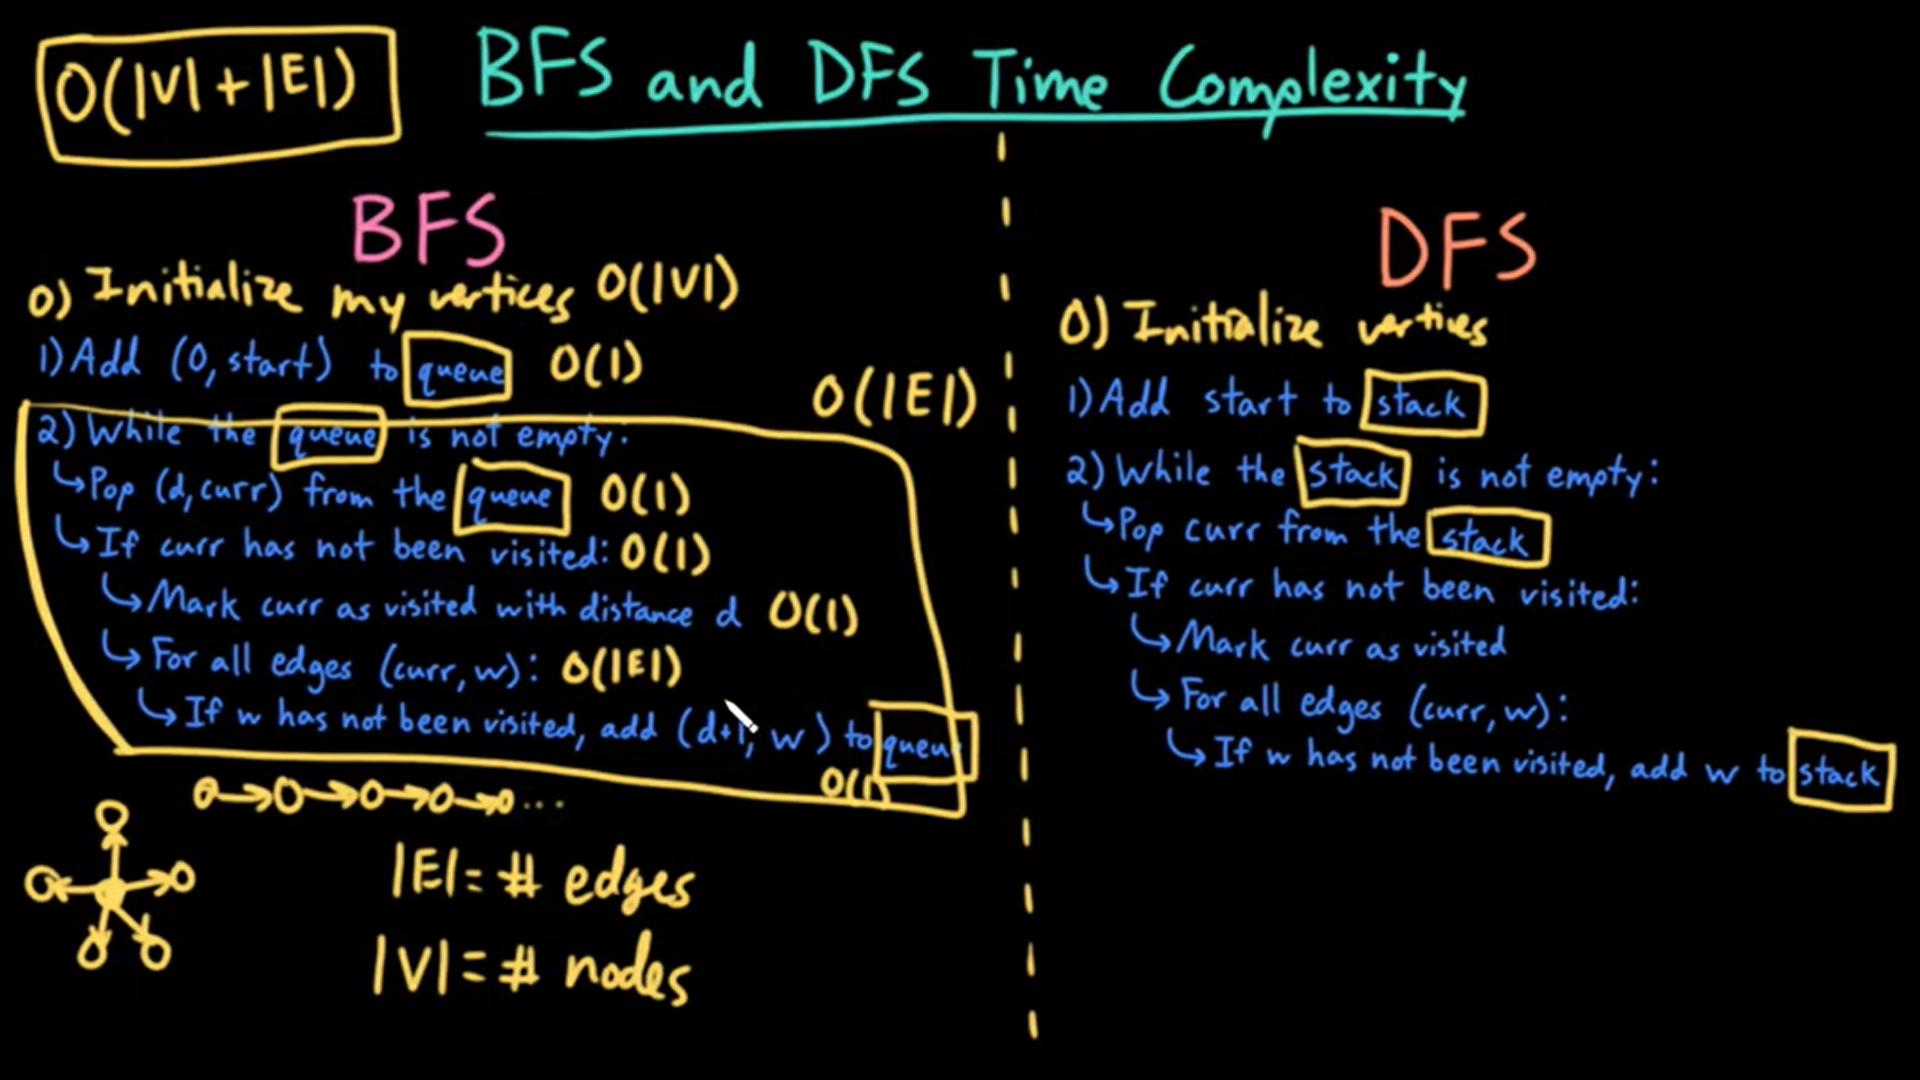 O(|V|+|E|)
BFS and DFS Time Complexity
BFS
0) Initialize my vertices O(|V|)
1) Add (0, start) to queue O(1)
O(|E|)
2) While the queue is not empty:
↳Pop (d, curr) from the queue O(1)
↳If curr has not been visited: O(1)
↳Mark curr as visited with distance d O(1)
↳For all edges (curr, w): O(|E|)
↳If w has not been visited, add (d+1, w) to queue
O(1)
|E| = # edges
|V| = # nodes
DFS
0) Initialize vertives
1) Add start to stack
2) While the stack is not empty:
↳Pop curr from the stack
↳If curr has not been visited:
↳Mark curr as visited
↳For all edges (curr, w):
↳If w has not been visited, add w to stack